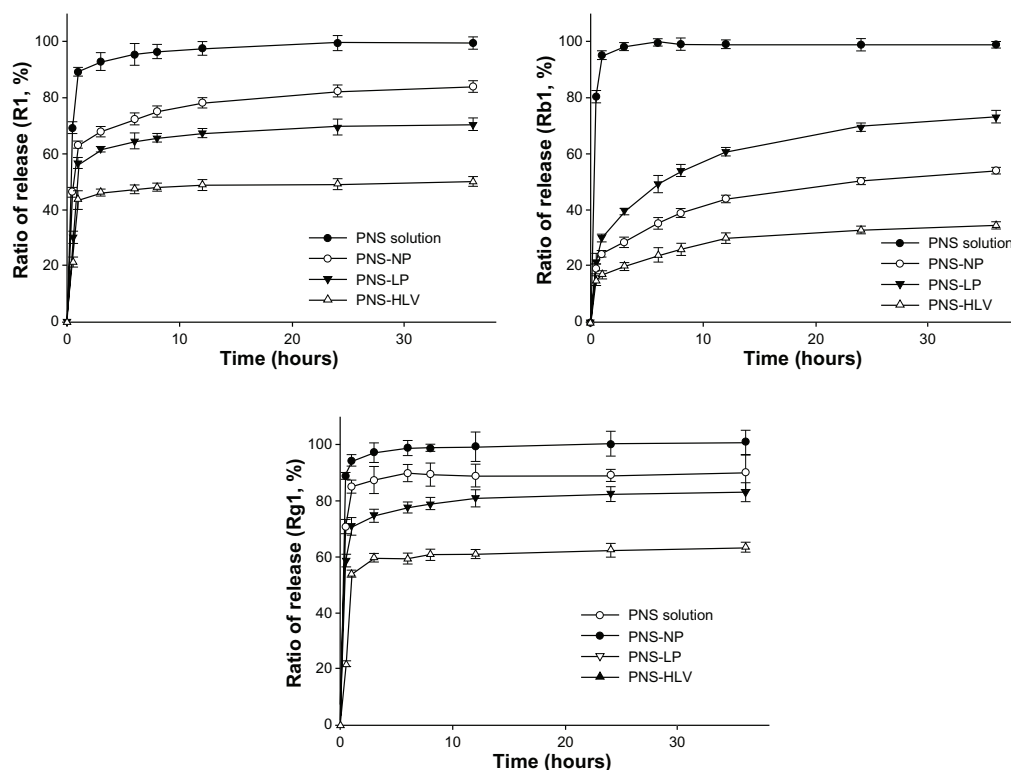 Ratio of release (R1, %)
100
80
60
40
20
0
PNS solution
PNS-NP
PNS-LP
PNS-HLV
0
10
20
30
Time (hours)
Ratio of release (Rb1, %)
100
80
60
40
20
0
PNS solution
PNS-NP
PNS-LP
PNS-HLV
0
10
20
30
Time (hours)
Ratio of release (Rg1, %)
100
80
60
40
20
0
PNS solution
PNS-NP
PNS-LP
PNS-HLV
0
10
20
30
Time (hours)